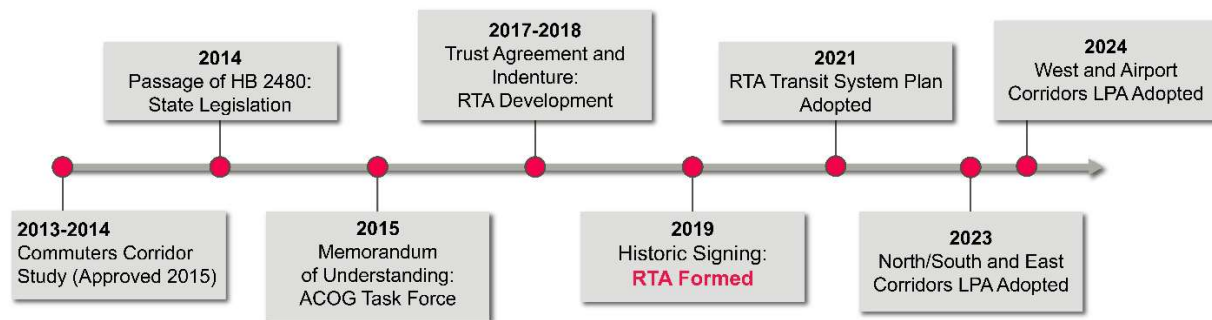 2013-2014
Commuters Corridor
Study (Approved 2015)
2014
Passage of HB 2480:
State Legislation
2015
Memorandum
of Understanding:
ACOG Task Force
2017-2018
Trust Agreement and
Indenture:
RTA Development
2019
Historic Signing:
RTA Formed
2021
RTA Transit System Plan
Adopted
2023
North/South and East
Corridors LPA Adopted
2024
West and Airport
Corridors LPA Adopted